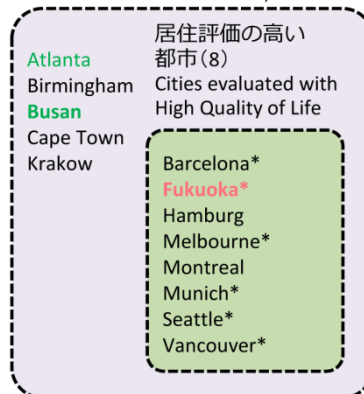 Atlanta
Birmingham
Busan
Cape Town
Krakow
居住評価の高い
都市(8)
Cities evaluated with
High Quality of Life
Barcelona*
Fukuoka*
Hamburg
Melbourne*
Montreal
Munich*
Seattle*
Vancouver*